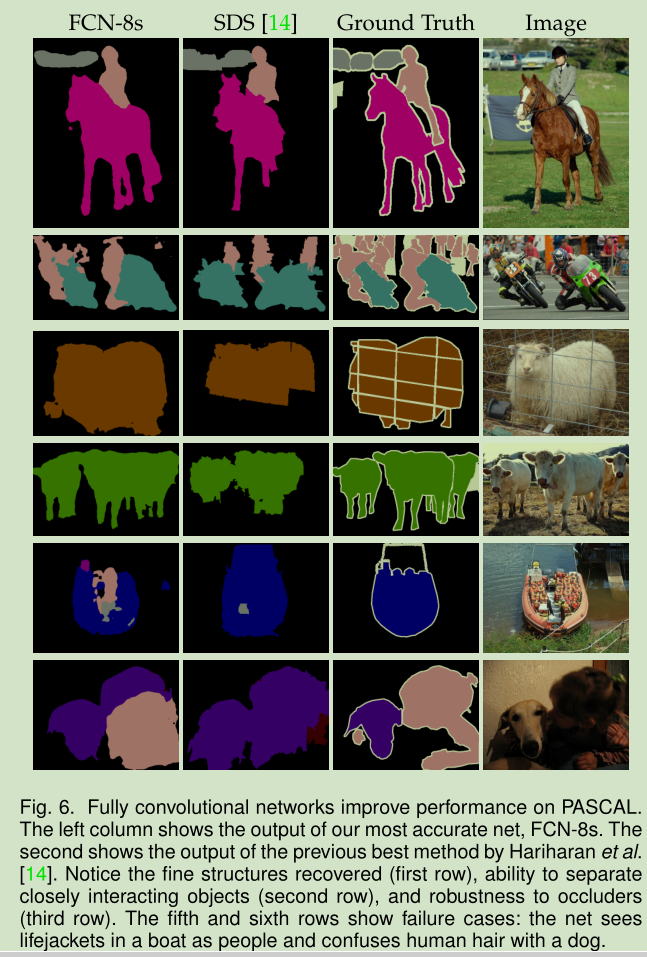 FCN-8s SDS [14] Ground Truth Image
Fig. 6. Fully convolutional networks improve performance on PASCAL.
The left column shows the output of our most accurate net, FCN-8s. The
second shows the output of the previous best method by Hariharan et al.
[14]. Notice the fine structures recovered (first row), ability to separate
closely interacting objects (second row), and robustness to occluders
(third row). The fifth and sixth rows show failure cases: the net sees
lifejackets in a boat as people and confuses human hair with a dog.